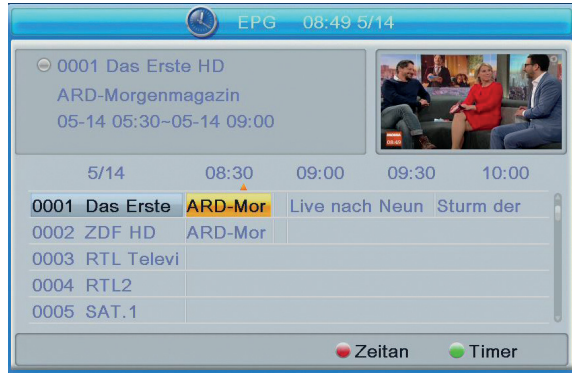 EPG 08:49 5/14
0001 Das Erste HD
ARD-Morgenmagazin
05-14 05:30~05-14 09:00
08:49
5/14 08:30 09:00 09:30 10:00
0001 Das Erste ARD-Mor Live nach Neun Sturm der
0002 ZDF HD ARD-Mor
0003 RTL Televi
0004 RTL2
0005 SAT.1
Zeitan Timer